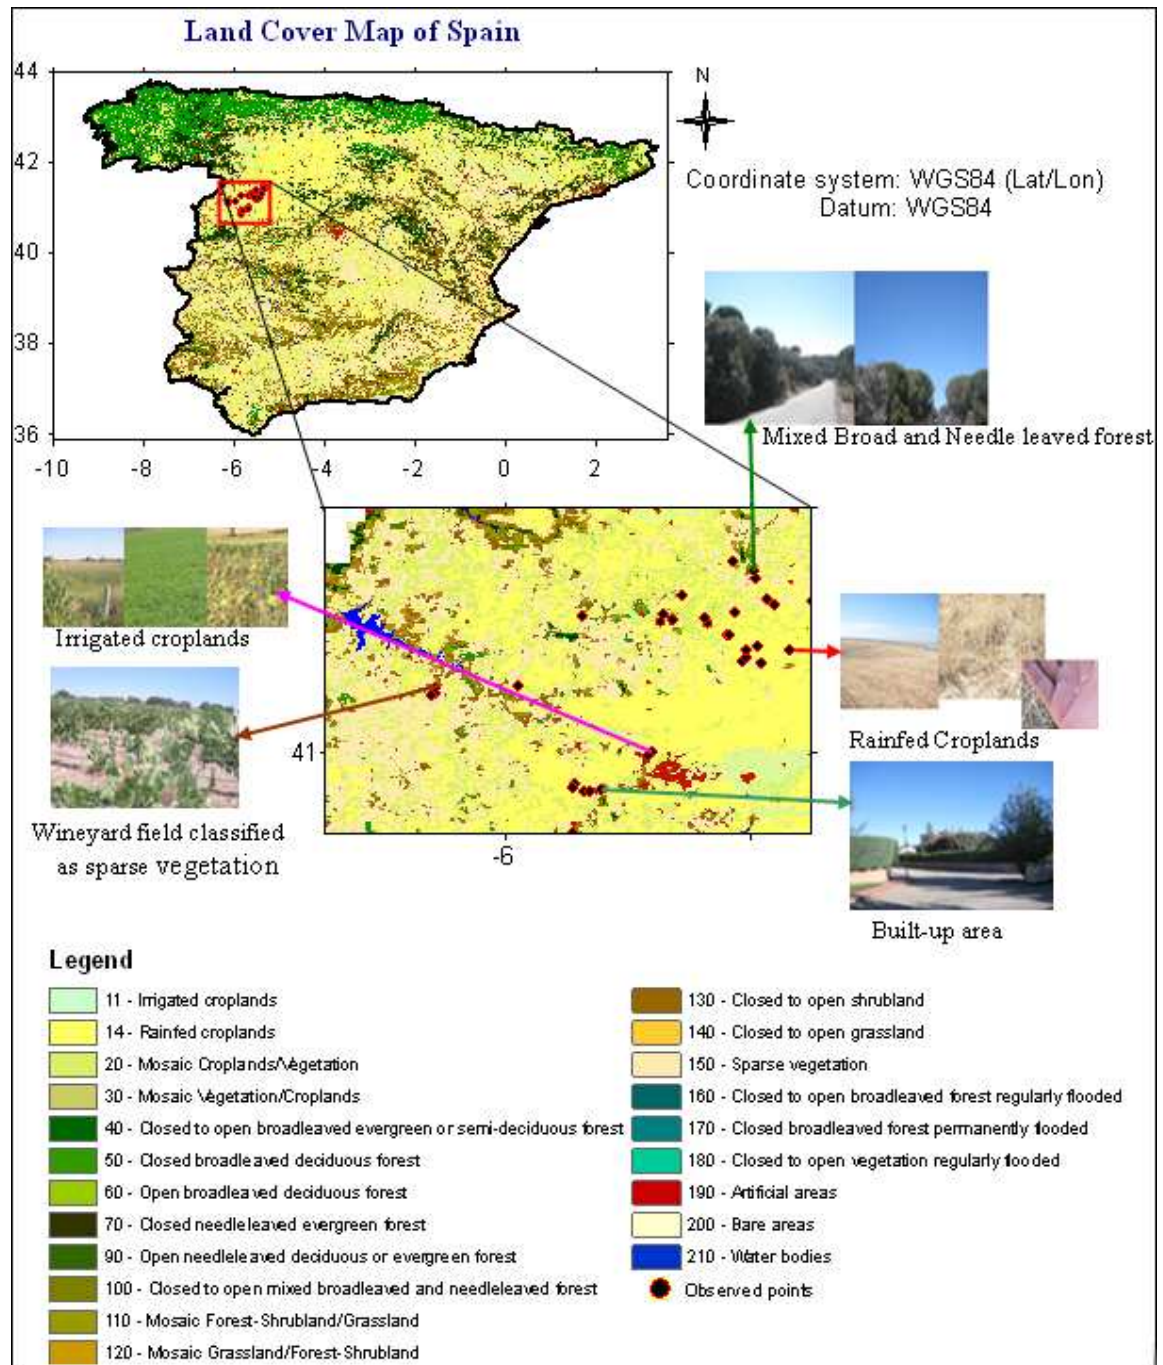 Land Cover Map of Spain
44
42
40
38
36
-10
-8
-6
-4
-2
0
2
N
Coordinate system: WGS84 (Lat/Lon)
Datum: WGS84
Mixed Broad and Needle leaved forest
Irrigated croplands
Wineyard field classified
as sparse vegetation
41
-6
Rainfed Croplands
Built-up area
Legend
11 - Irrigated croplands
14 - Rainfed croplands
20 - Mosaic Croplands/Vegetation
30 - Mosaic Vegetation/Croplands
40 - Closed to open broadleaved evergreen or semi-deciduous forest
50 - Closed broadleaved deciduous forest
60 - Open broadleaved deciduous forest
70 - Closed needleleaved evergreen forest
90 - Open needleleaved deciduous or evergreen forest
100 - Closed to open mixed broadleaved and needleleaved forest
110 - Mosaic Forest-Shrubland/Grassland
120 - Mosaic Grassland/Forest-Shrubland
130 - Closed to open shrubland
140 - Closed to open grassland
150 - Sparse vegetation
160 - Closed to open broadleaved forest regularly flooded
170 - Closed broadleaved forest permanently flooded
180 - Closed to open vegetation regularly flooded
190 - Artificial areas
200 - Bare areas
210 - Water bodies
Observed points